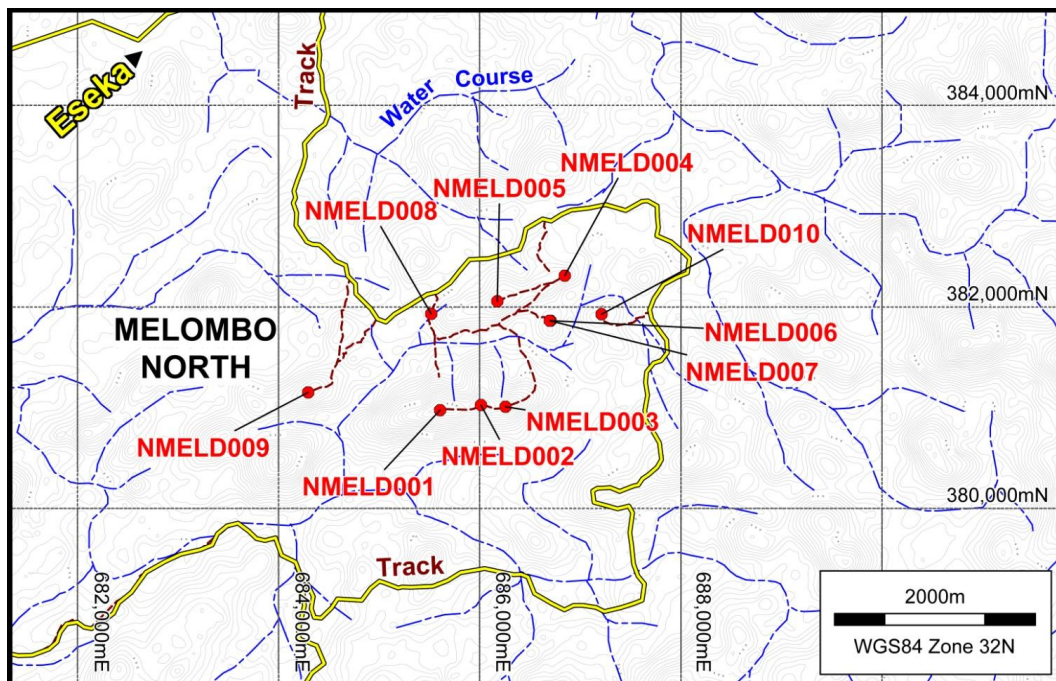 Eseka
Track
Water Course
384,000mN
NMELD004
NMELD005
NMELD008
NMELD010
382,000mN
MELOMBO
NORTH
NMELD006
NMELD007
NMELD003
NMELD009
NMELD002
NMELD001
380,000mN
Track
682,000mE
684,000mE
686,000mE
688,000mE
2000m
WGS84 Zone 32N